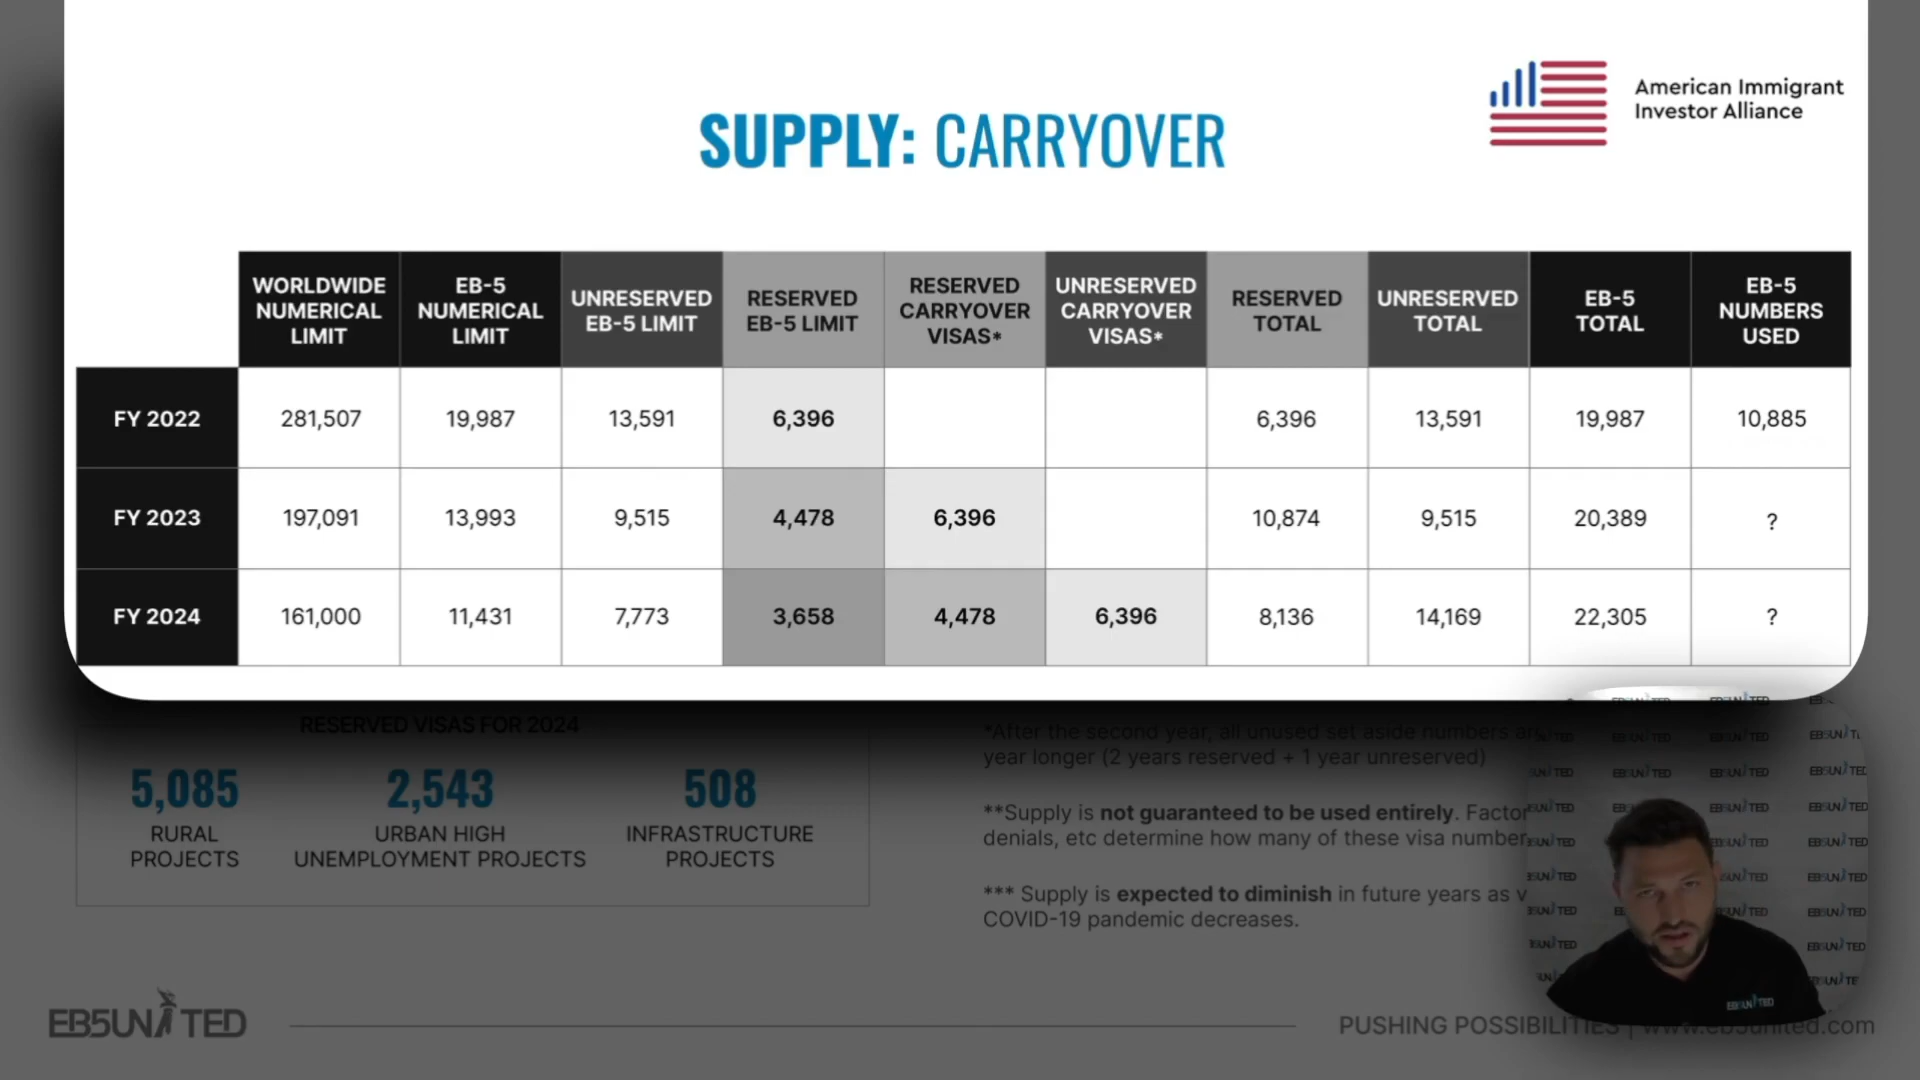 American Immigrant
Investor Alliance
SUPPLY: CARRYOVER
WORLDWIDE NUMERICAL LIMIT
EB-5 NUMERICAL LIMIT
UNRESERVED EB-5 LIMIT
RESERVED EB-5 LIMIT
RESERVED CARRYOVER VISAS*
UNRESERVED CARRYOVER VISAS*
RESERVED TOTAL
UNRESERVED TOTAL
EB-5 TOTAL
EB-5 NUMBERS USED
FY 2022 281,507 19,987 13,591 6,396 6,396 13,591 19,987 10,885
FY 2023 197,091 13,993 9,515 4,478 6,396 10,874 9,515 20,389 ?
FY 2024 161,000 11,431 7,773 3,658 4,478 6,396 8,136 14,169 22,305 ?
RESERVED VISAS FOR 2024
5,085
RURAL
PROJECTS
2,543
URBAN HIGH
UNEMPLOYMENT PROJECTS
508
INFRASTRUCTURE
PROJECTS
*After the second year, all unused set aside numbers
year longer (2 years reserved + 1 year unreserved)
**Supply is not guaranteed to be used entirely. Factor
denials, etc determine how many of these visa number
*** Supply is expected to diminish in future years as
COVID-19 pandemic decreases.
EB5UNITED
EB5UNITED
PUSHING POSSIBILITIES | www.eb5united.com